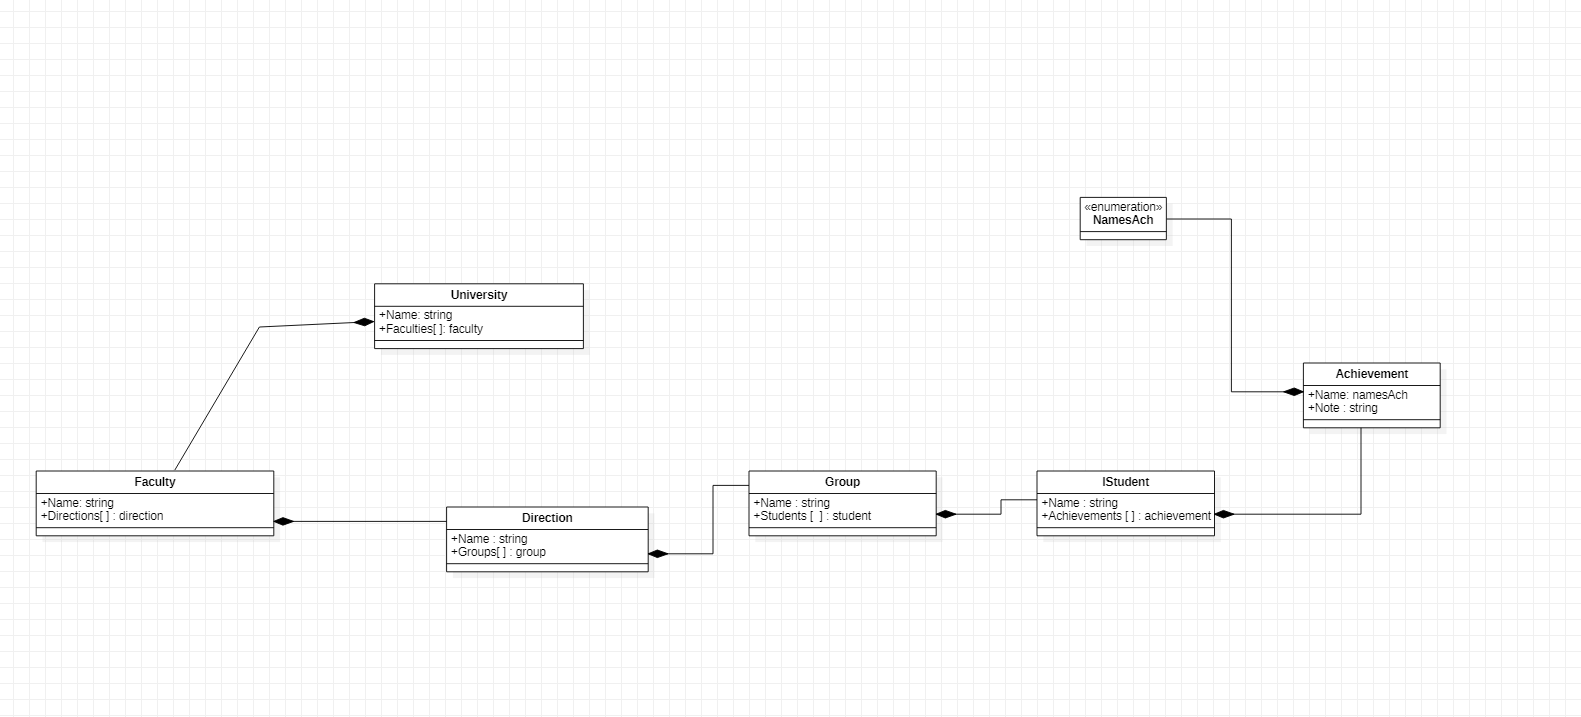 «enumeration»
NamesAch
University
+Name: string
+Faculties[ ]: faculty
Achievement
+Name: namesAch
+Note : string
Faculty
+Name: string
+Directions[ ] : direction
Direction
+Name : string
+Groups[ ] : group
Group
+Name : string
+Students [  ] : student
IStudent
+Name : string
+Achievements [ ] : achievement